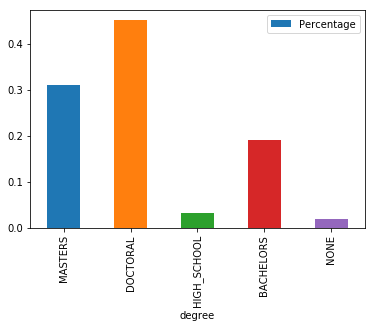 Percentage
0.4
0.3
0.2
0.1
0.0
MASTERS
DOCTORAL
HIGH_SCHOOL
BACHELORS
NONE
degree